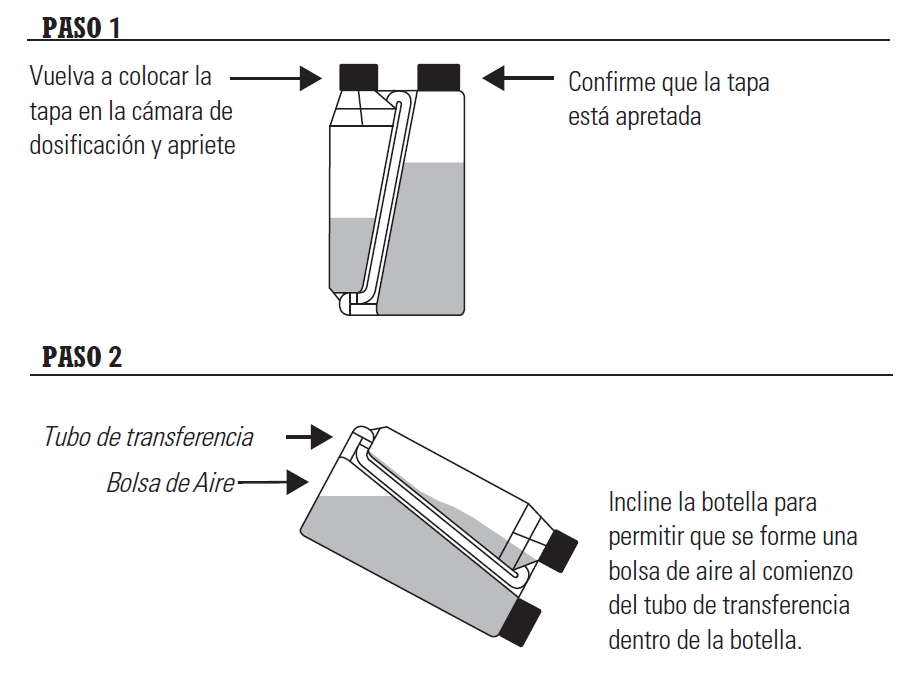 PASO 1
Vuelva a colocar la
tapa en la cámara de
dosificación y apriete
Confirme que la tapa
está apretada
PASO 2
Tubo de transferencia
Bolsa de Aire
Incline la botella para
permitir que se forme una
bolsa de aire al comienzo
del tubo de transferencia
dentro de la botella.